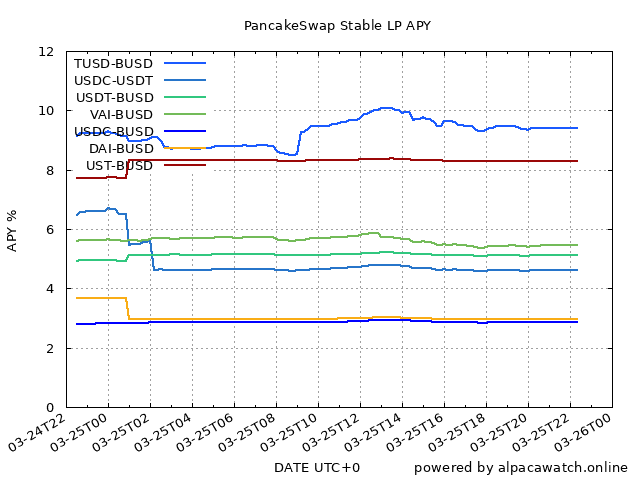 PancakeSwap Stable LP APY
12
10
8
6
4
2
0
APY %
TUSD-BUSD
USDC-USDT
USDT-BUSD
VAI-BUSD
USDC-BUSD
DAI-BUSD
UST-BUSD
03-24T22
03-25T00
03-25T02
03-25T04
03-25T06
03-25T08
03-25T10
03-25T12
03-25T14
03-25T16
03-25T18
03-25T20
03-25T22
03-26T00
DATE UTC+0
powered by alpacawatch.online